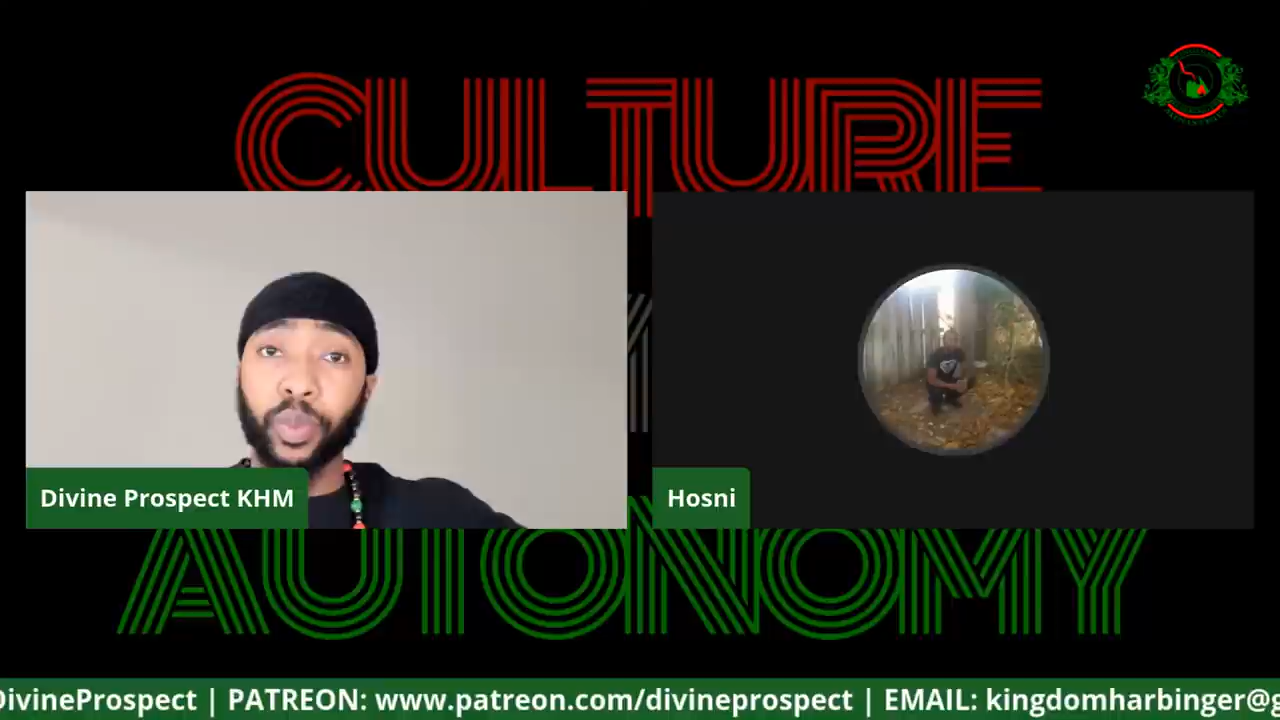 CULTURE
Divine Prospect KHM
Hosni
AUTONOMY
DivineProspect | PATREON: www.patreon.com/divineprospect | EMAIL: kingdomharbinger@g